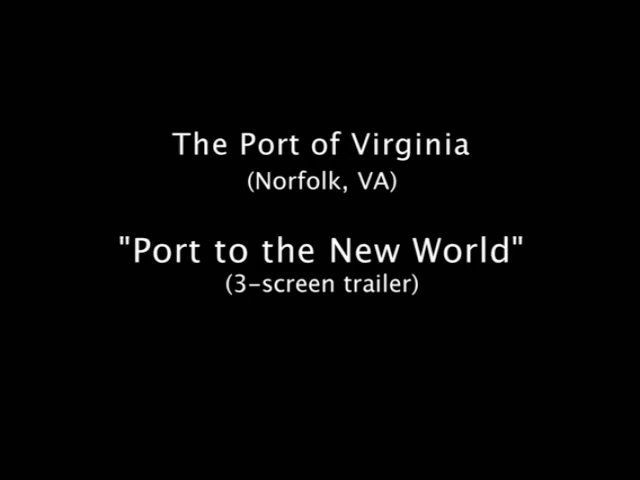 The Port of Virginia
(Norfolk, VA)
"Port to the New World"
(3-screen trailer)